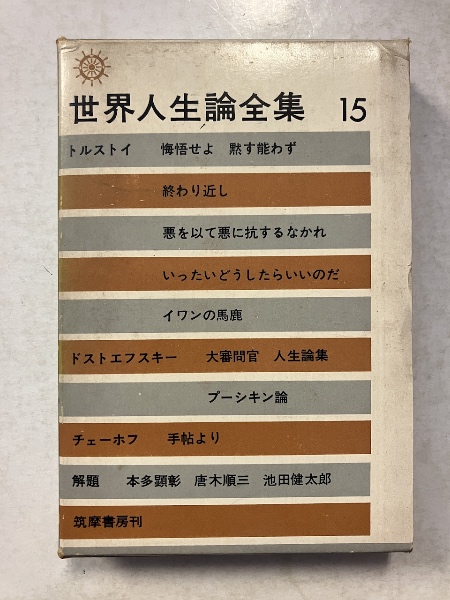 世界人生論全集 15
トルストイ 悔悟せよ 黙す能わず
終わり近し
悪を以て悪に抗するなかれ
いったいどうしたらいいのだ
イワンの馬鹿
ドストエフスキー 大審問官 人生論集
プーシキン論
チェーホフ 手帖より
解題 本多顕彰 唐木順三 池田健太郎
筑摩書房刊